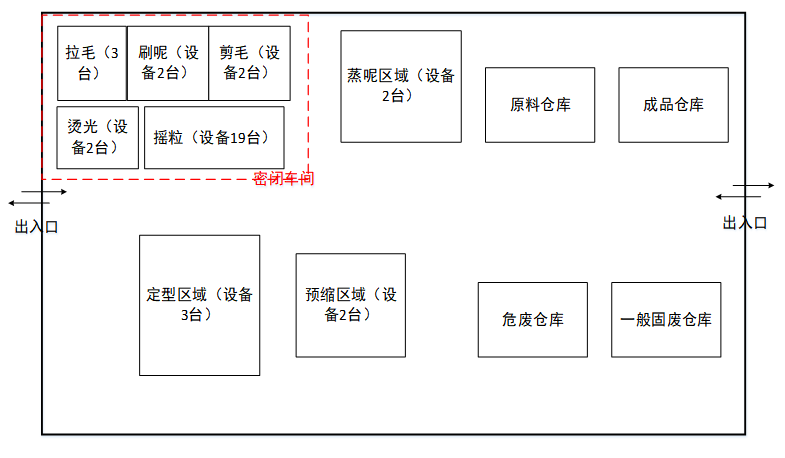 拉毛（3
台）
刷呢（设
备2台）
剪毛（设
备2台）
烫光（设
备2台）
摇粒（设备19台）
密闭车间
蒸呢区域（设备
2台）
原料仓库
成品仓库
出入口
出入口
定型区域（设备
3台）
预缩区域（设
备2台）
危废仓库
一般固废仓库